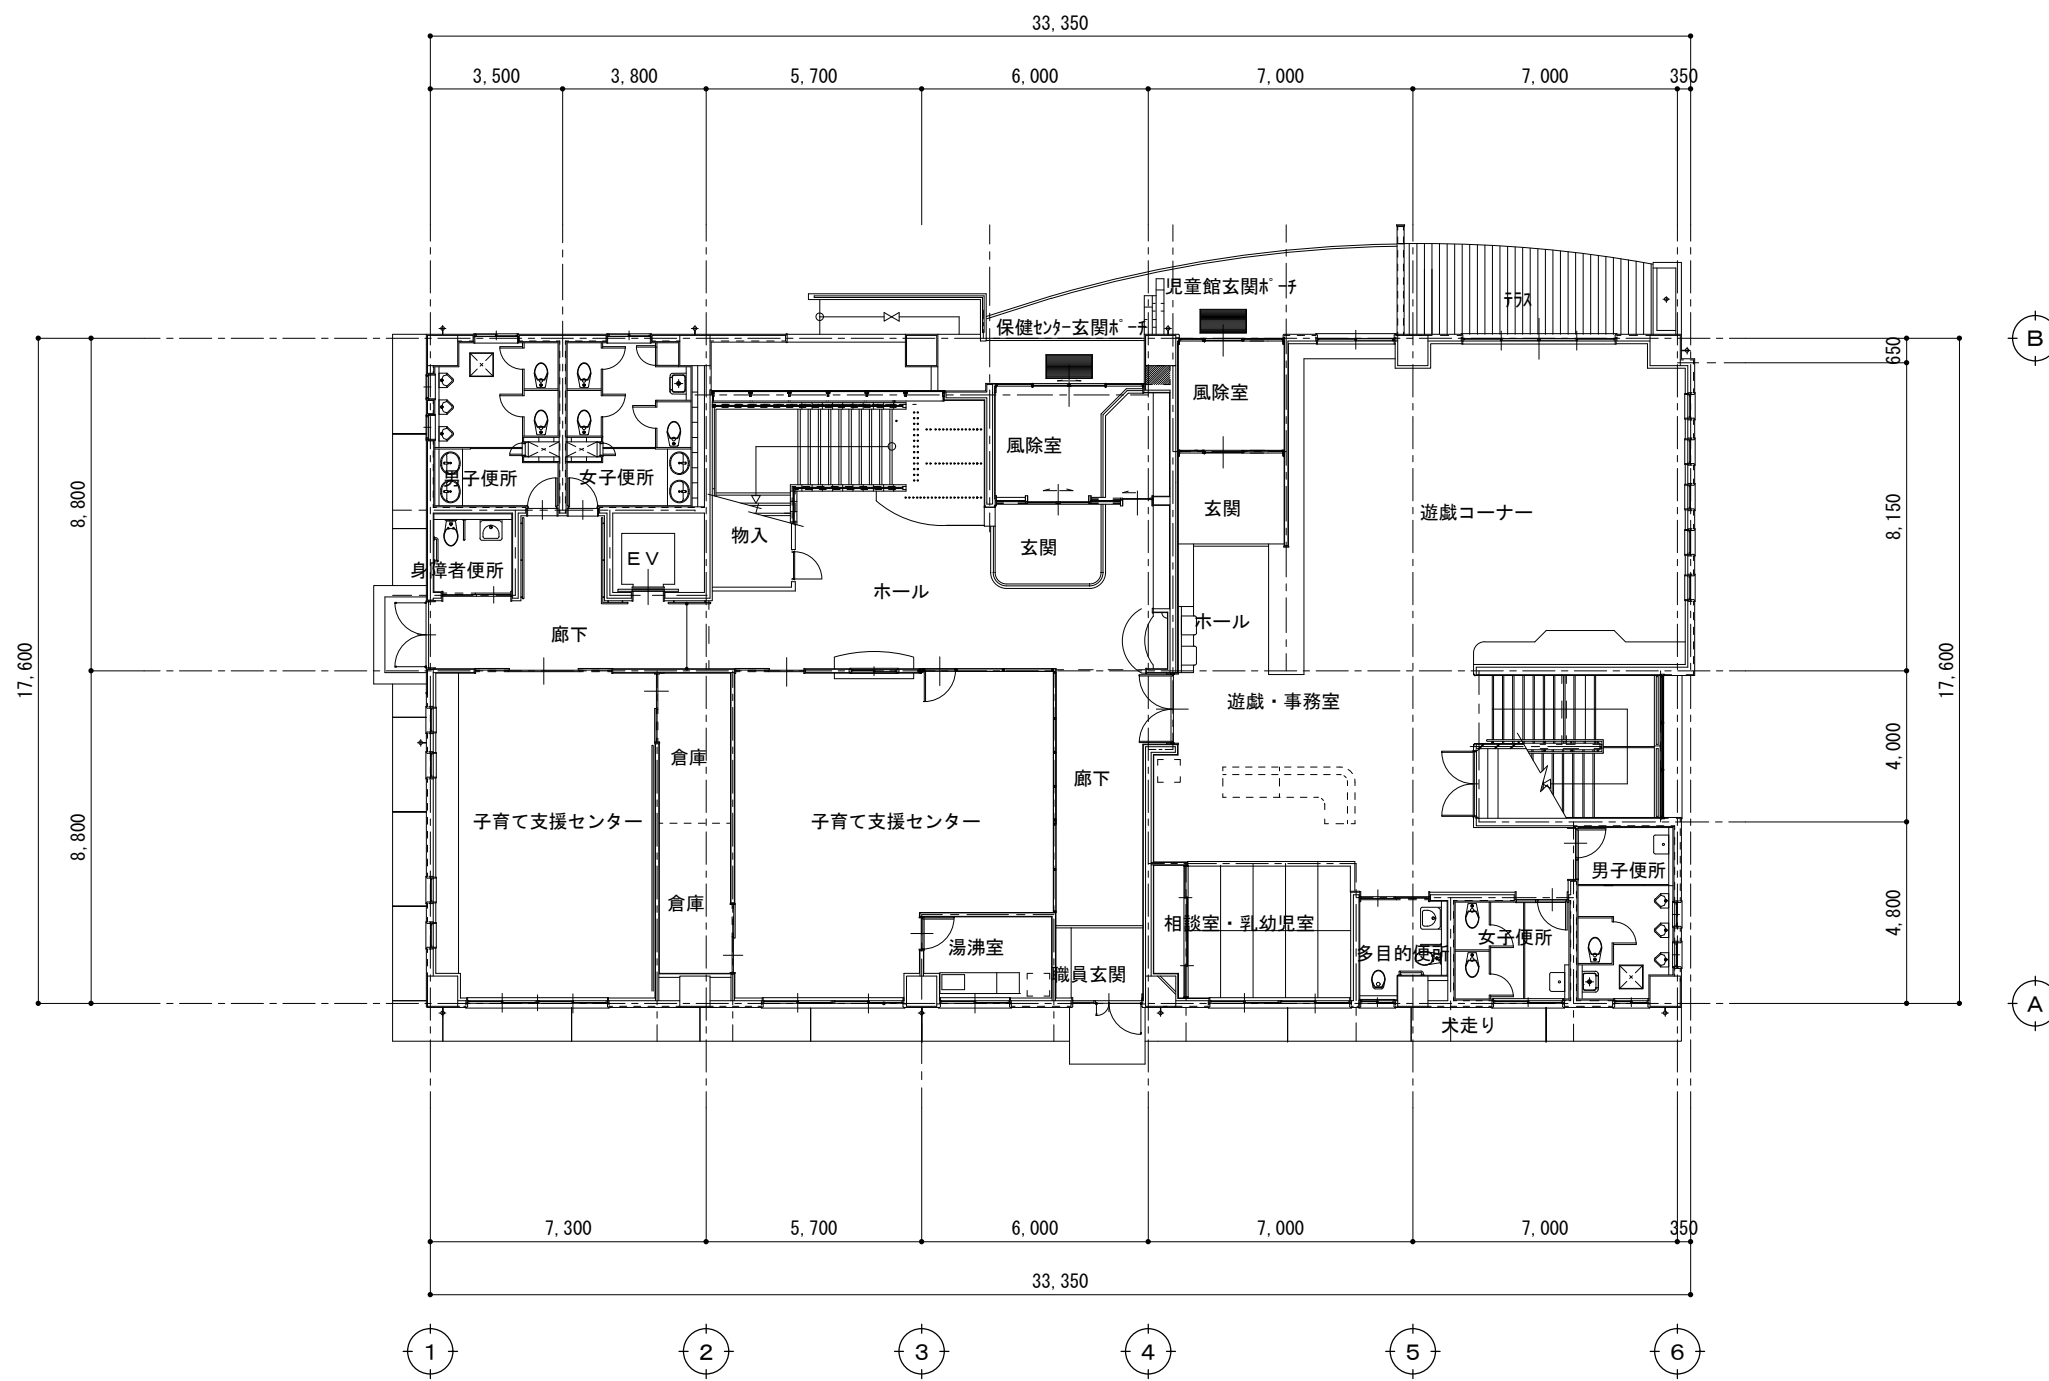 33,350
3,500
3,800
5,700
6,000
7,000
7,000
350
児童館玄関ﾎﾟｰﾁ
ﾃﾗｽ
保健ｾﾝﾀｰ玄関ﾎﾟｰﾁ
B
650
風除室
風除室
男子便所
女子便所
8,800
玄関
遊戯コーナー
8,150
物入
玄関
EV
身障者便所
ホール
ホール
廊下
17,600
17,600
遊戯・事務室
倉庫
廊下
4,000
子育て支援センター
子育て支援センター
8,800
男子便所
倉庫
相談室・乳幼児室
4,800
湯沸室
女子便所
多目的便所
職員玄関
A
犬走り
7,300
5,700
6,000
7,000
7,000
350
33,350
1
2
3
4
5
6